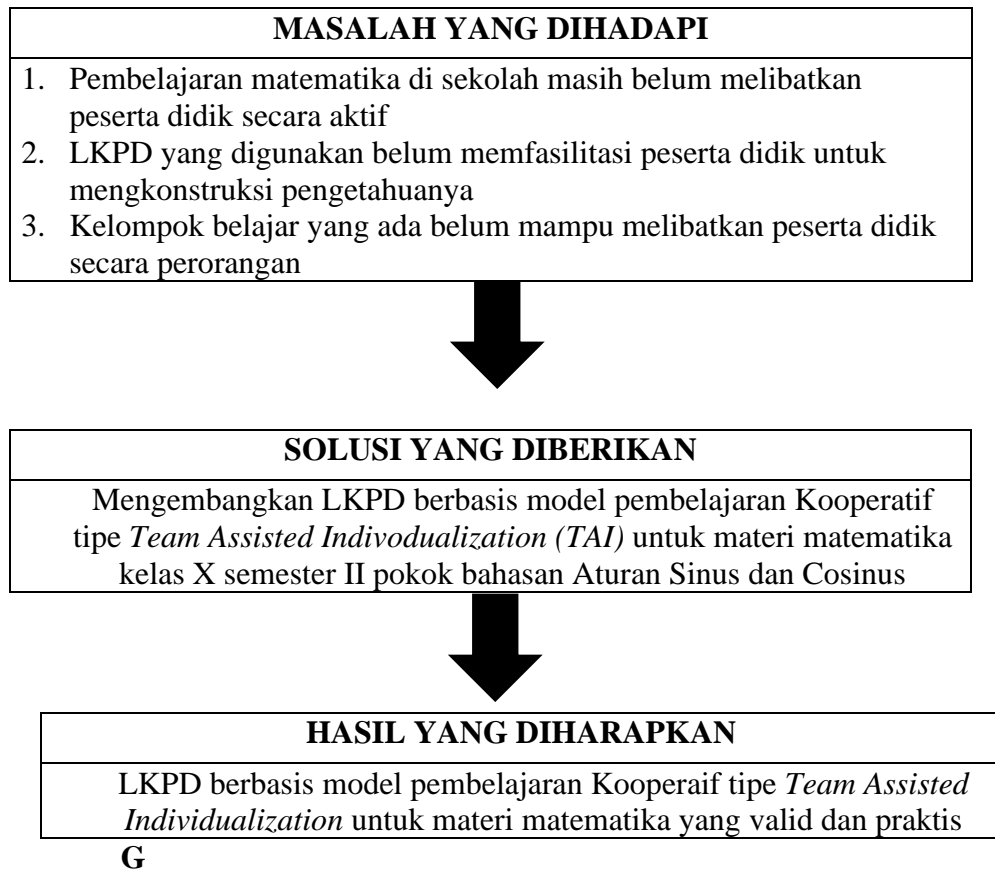 MASALAH YANG DIHADAPI
1. Pembelajaran matematika di sekolah masih belum melibatkan
peserta didik secara aktif
2. LKPD yang digunakan belum memfasilitasi peserta didik untuk
mengkonstruksi pengetahuanya
3. Kelompok belajar yang ada belum mampu melibatkan peserta didik
secara perorangan
SOLUSI YANG DIBERIKAN
Mengembangkan LKPD berbasis model pembelajaran Kooperatif
tipe Team Assisted Indivodualization (TAI) untuk materi matematika
kelas X semester II pokok bahasan Aturan Sinus dan Cosinus
HASIL YANG DIHARAPKAN
LKPD berbasis model pembelajaran Kooperaif tipe Team Assisted
Individualization untuk materi matematika yang valid dan praktis
G